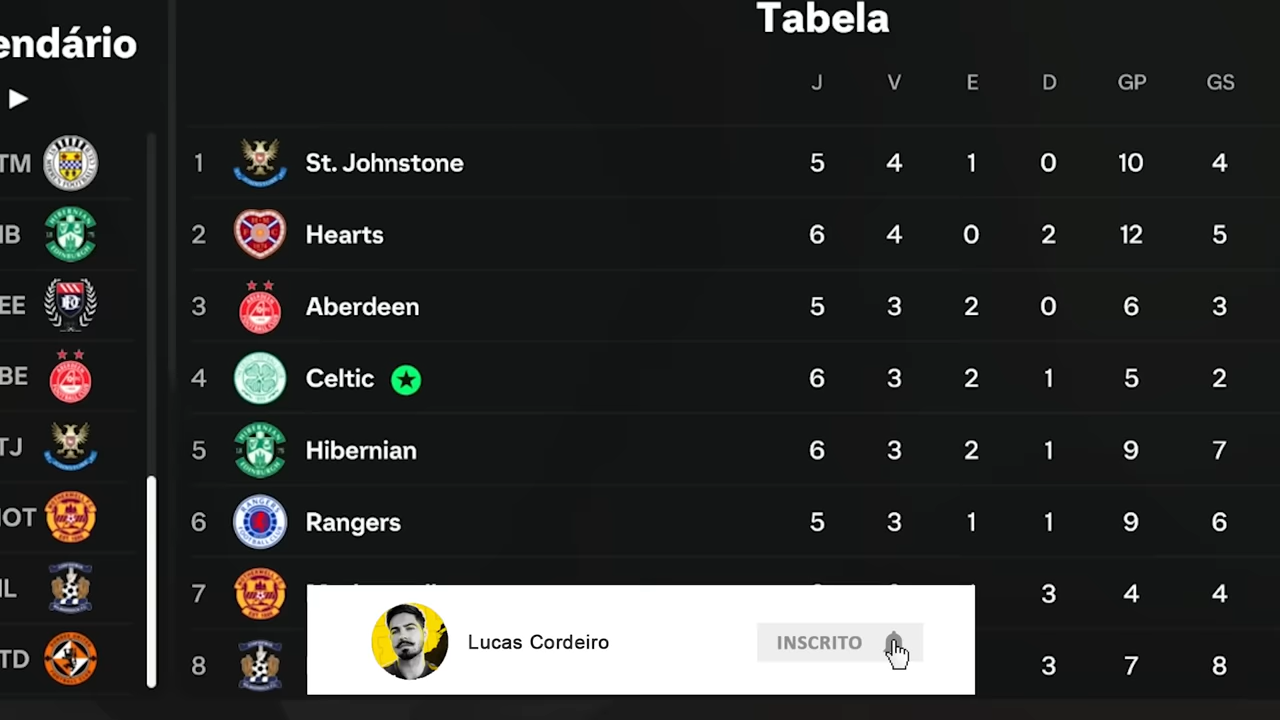 endário
Tabela
J V E D GP GS
TM
1 St. Johnstone 5 4 1 0 10 4
2 Hearts 6 4 0 2 12 5
3 Aberdeen 5 3 2 0 6 3
EE
BE
4 Celtic 6 3 2 1 5 2
TJ
5 Hibernian 6 3 2 1 9 7
OT
6 Rangers 5 3 1 1 9 6
7 3 4 4
TD
8 3 7 8
Lucas Cordeiro
INSCRITO